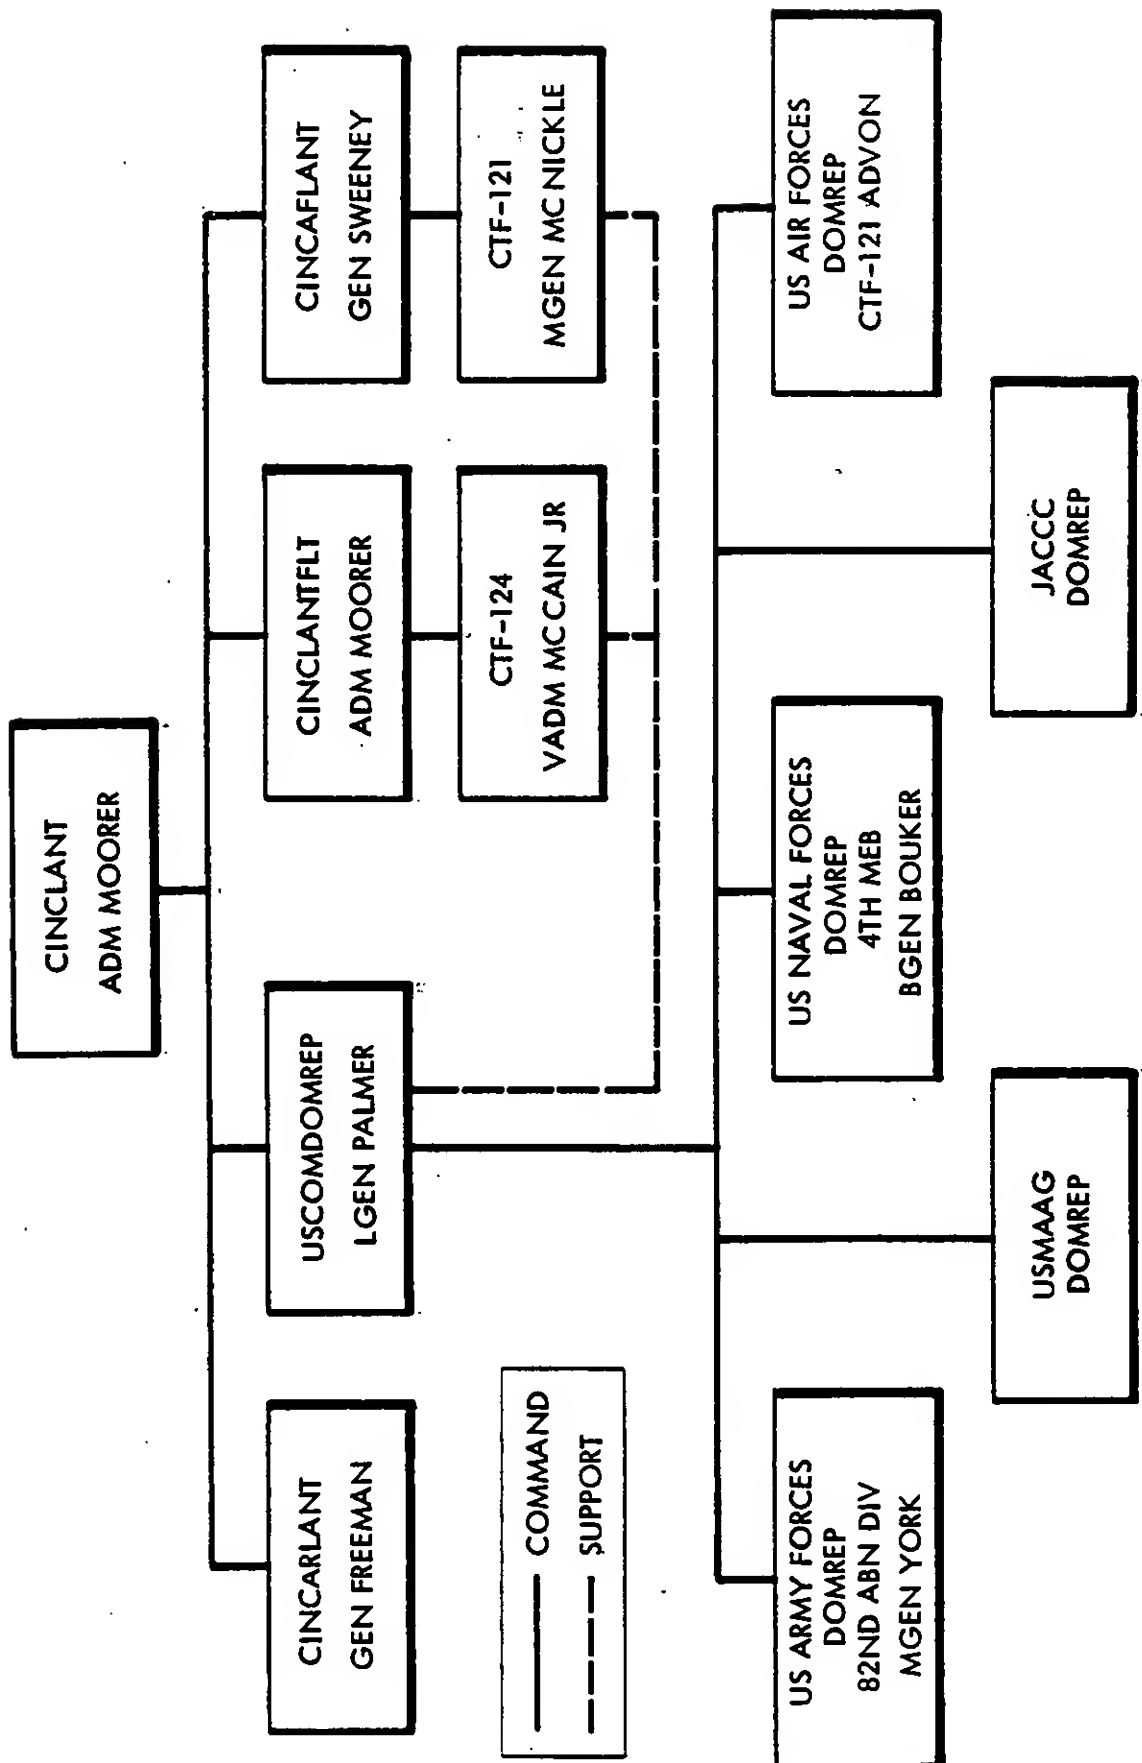 CINCLANT
ADM MOORER
CINCARLANT
GEN FREEMAN
USCOMDOMREP
LGEN PALMER
CINCLANTFLT
ADM MOORER
CINCAFLANT
GEN SWEENEY
CTF-124
VADM MC CAIN JR
CTF-121
MGEN MC NICKLE
COMMAND
SUPPORT
US ARMY FORCES
DOMREP
82ND ABN DIV
MGEN YORK
US NAVAL FORCES
DOMREP
4TH MEB
BGEN BOUKER
US AIR FORCES
DOMREP
CTF-121 ADVON
USMAAG
DOMREP
JACCC
DOMREP